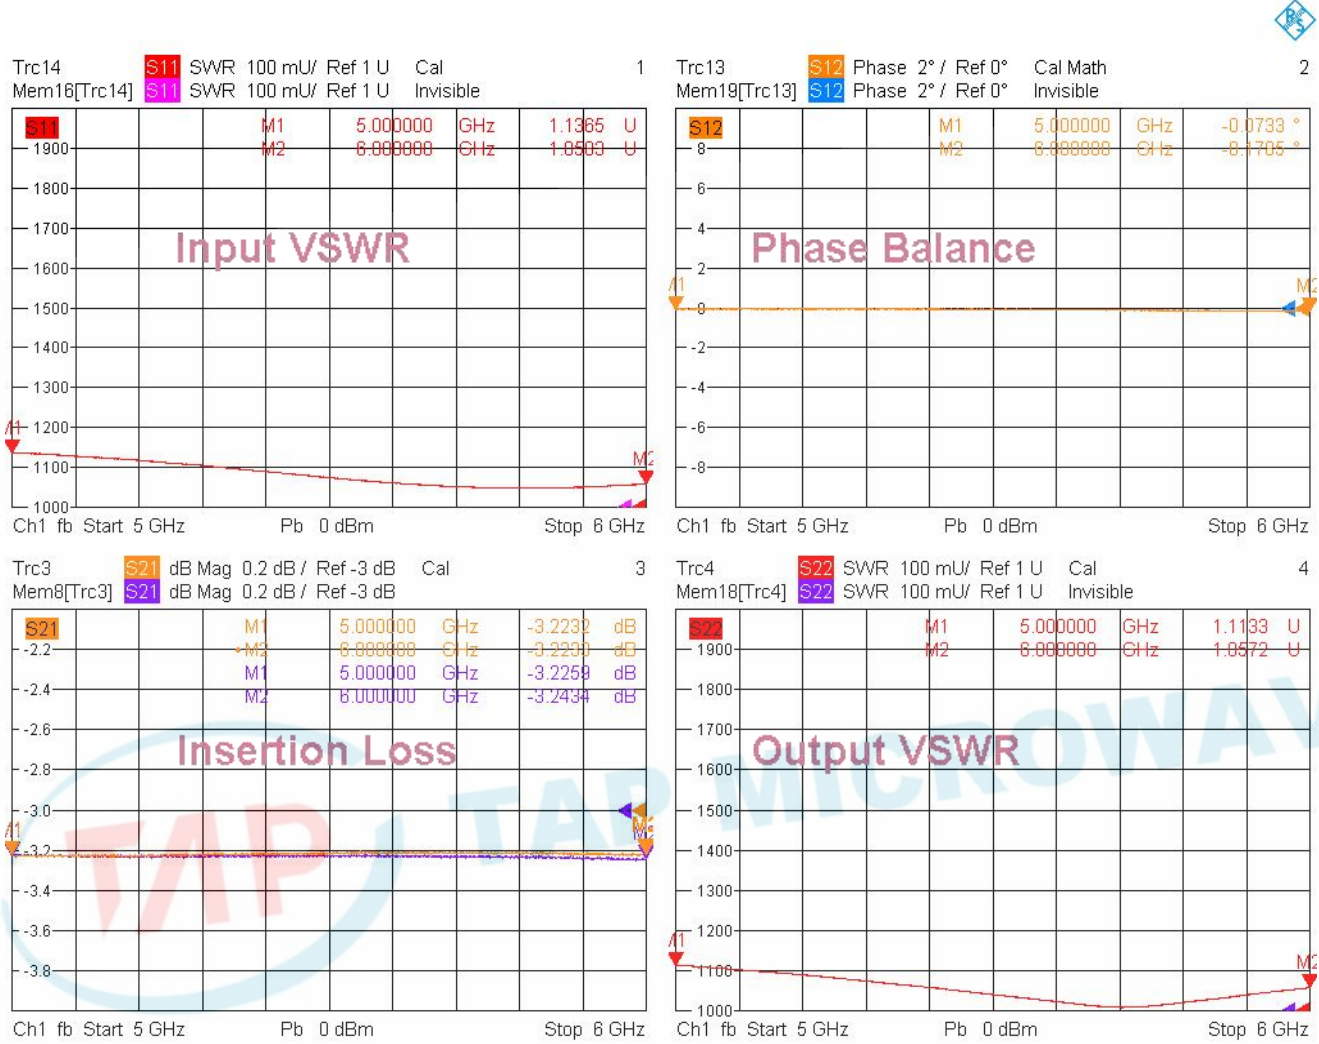 R&S
Trc14 S11 SWR 100 mU/ Ref 1 U Cal 1
Mem16[Trc14] S11 SWR 100 mU/ Ref 1 U Invisible
S11 M1 5.000000 GHz 1.1365 U
1900 M2 6.000000 GHz U
1800
1700
Input VSWR
1600
1500
1400
1300
1200
M1
1100 M2
1000
Ch1 fb Start 5 GHz Pb 0 dBm Stop 6 GHz
Trc13 S12 Phase 2° / Ref 0° Cal Math 2
Mem19[Trc13] S12 Phase 2° / Ref 0° Invisible
S12 M1 5.000000 GHz -0.0733 °
8 M2 6.000000 GHz -0.1705 °
6
4
Phase Balance
2
M1 M2
0
-2
-4
-6
-8
Ch1 fb Start 5 GHz Pb 0 dBm Stop 6 GHz
Trc3 S21 dB Mag 0.2 dB / Ref -3 dB Cal 3
Mem8[Trc3] S21 dB Mag 0.2 dB / Ref -3 dB
S21 M1 5.000000 GHz -3.2232 dB
-2.2 •M2 6.000000 GHz dB
M1 5.000000 GHz -3.2259 dB
-2.4 M2 6.000000 GHz -3.2434 dB
-2.6
Insertion Loss
-2.8
-3.0
M1 M2
-3.2
-3.4
-3.6
-3.8
Ch1 fb Start 5 GHz Pb 0 dBm Stop 6 GHz
Trc4 S22 SWR 100 mU/ Ref 1 U Cal 4
Mem18[Trc4] S22 SWR 100 mU/ Ref 1 U Invisible
S22 M1 5.000000 GHz 1.1133 U
1900 M2 6.000000 GHz 1.0572 U
1800
1700
Output VSWR
1600
1500
1400
1300
1200
M1
1100 M2
1000
Ch1 fb Start 5 GHz Pb 0 dBm Stop 6 GHz
TAP
TAP MICROWAV